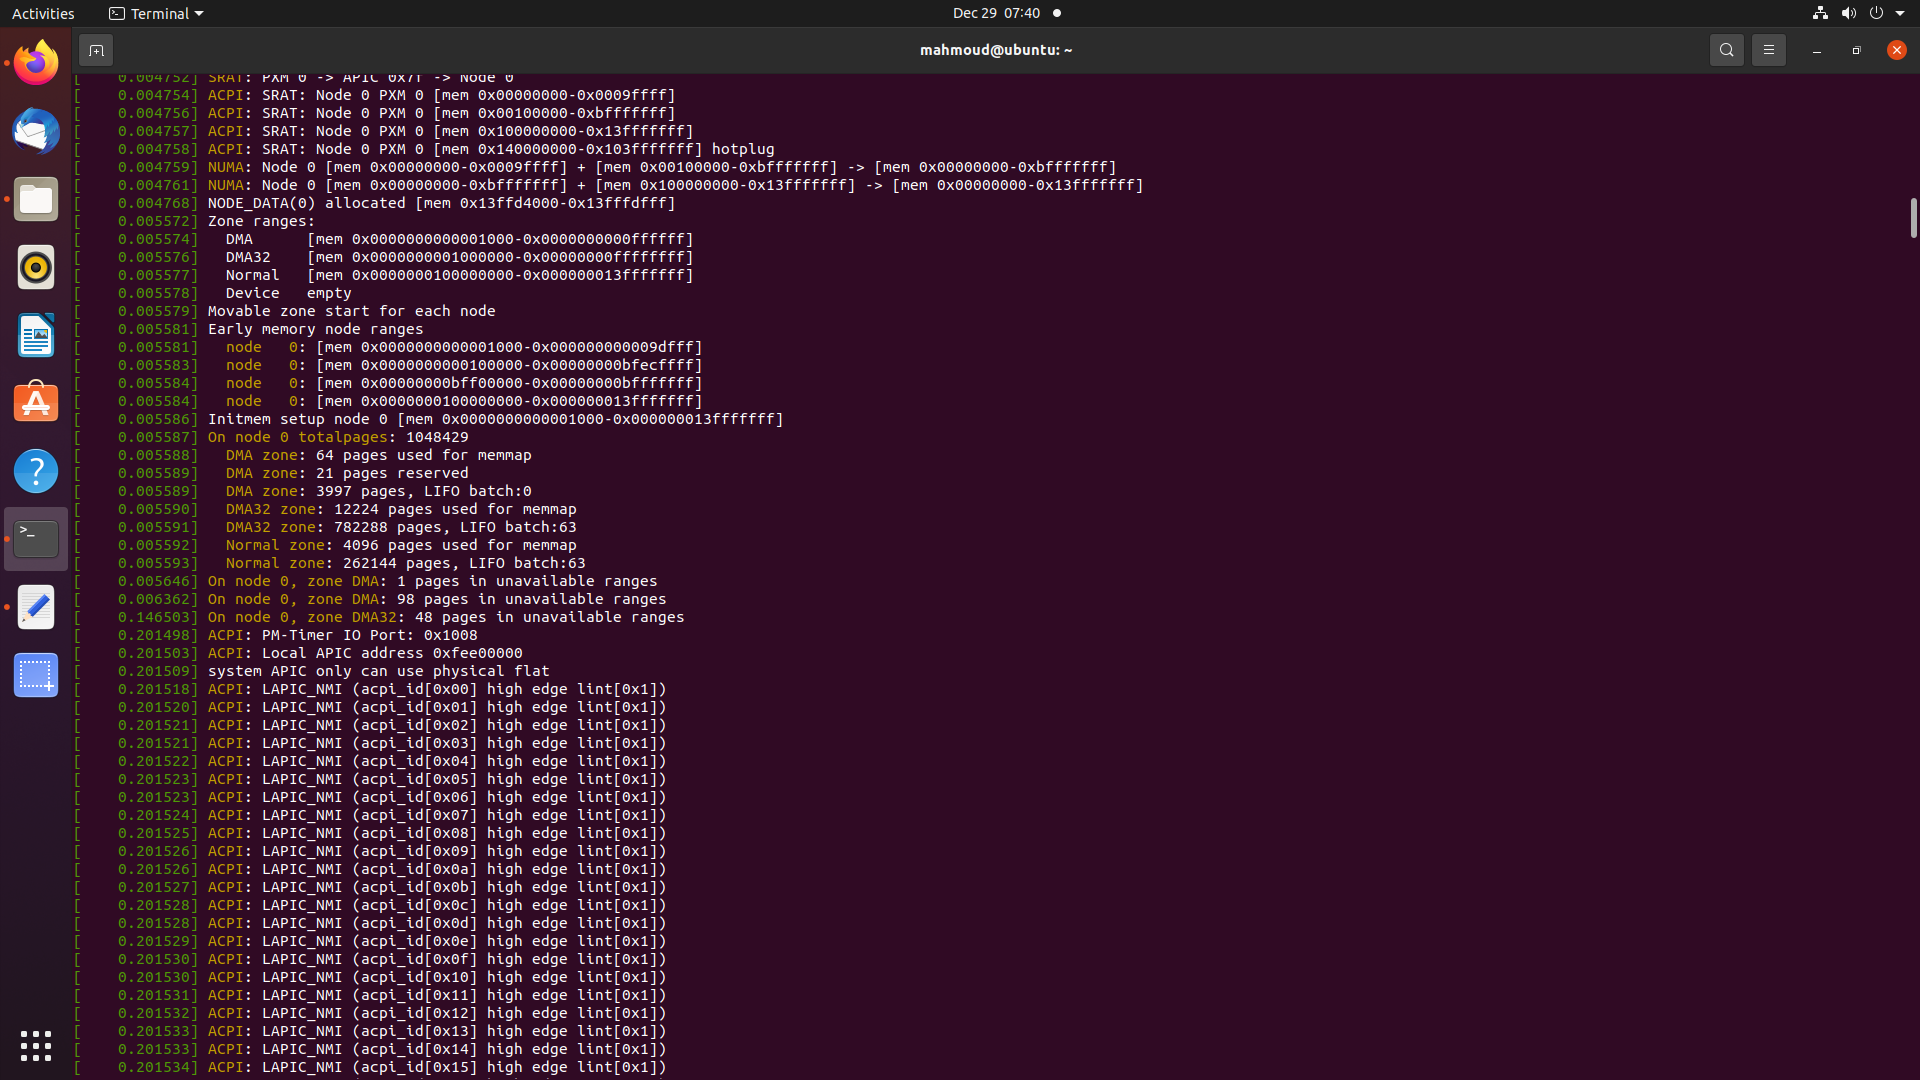 Activities Terminal Dec 29 07:40
mahmoud@ubuntu: ~
[    0.004752] SRAT: PXM 0 -> APIC 0x7f -> Node 0
[    0.004754] ACPI: SRAT: Node 0 PXM 0 [mem 0x00000000-0x0009ffff]
[    0.004756] ACPI: SRAT: Node 0 PXM 0 [mem 0x00100000-0xbfffffff]
[    0.004757] ACPI: SRAT: Node 0 PXM 0 [mem 0x100000000-0x13fffffff]
[    0.004758] ACPI: SRAT: Node 0 PXM 0 [mem 0x140000000-0x103fffffff] hotplug
[    0.004759] NUMA: Node 0 [mem 0x00000000-0x0009ffff] + [mem 0x00100000-0xbfffffff] -> [mem 0x00000000-0xbfffffff]
[    0.004761] NUMA: Node 0 [mem 0x00000000-0xbfffffff] + [mem 0x100000000-0x13fffffff] -> [mem 0x00000000-0x13fffffff]
[    0.004768] NODE_DATA(0) allocated [mem 0x13ffd4000-0x13fffdfff]
[    0.005572] Zone ranges:
[    0.005574]   DMA      [mem 0x0000000000001000-0x0000000000ffffff]
[    0.005576]   DMA32    [mem 0x0000000001000000-0x00000000ffffffff]
[    0.005577]   Normal   [mem 0x0000000100000000-0x000000013fffffff]
[    0.005578]   Device   empty
[    0.005579] Movable zone start for each node
[    0.005581] Early memory node ranges
[    0.005581]   node   0: [mem 0x0000000000001000-0x000000000009dfff]
[    0.005583]   node   0: [mem 0x0000000000100000-0x00000000bfecffff]
[    0.005584]   node   0: [mem 0x00000000bff00000-0x00000000bfffffff]
[    0.005584]   node   0: [mem 0x0000000100000000-0x000000013fffffff]
[    0.005586] Initmem setup node 0 [mem 0x0000000000001000-0x000000013fffffff]
[    0.005587] On node 0 totalpages: 1048429
[    0.005588]   DMA zone: 64 pages used for memmap
[    0.005589]   DMA zone: 21 pages reserved
[    0.005589]   DMA zone: 3997 pages, LIFO batch:0
[    0.005590]   DMA32 zone: 12224 pages used for memmap
[    0.005591]   DMA32 zone: 782288 pages, LIFO batch:63
[    0.005592]   Normal zone: 4096 pages used for memmap
[    0.005593]   Normal zone: 262144 pages, LIFO batch:63
[    0.005646] On node 0, zone DMA: 1 pages in unavailable ranges
[    0.006362] On node 0, zone DMA: 98 pages in unavailable ranges
[    0.146503] On node 0, zone DMA32: 48 pages in unavailable ranges
[    0.201498] ACPI: PM-Timer IO Port: 0x1008
[    0.201503] ACPI: Local APIC address 0xfee00000
[    0.201509] system APIC only can use physical flat
[    0.201518] ACPI: LAPIC_NMI (acpi_id[0x00] high edge lint[0x1])
[    0.201520] ACPI: LAPIC_NMI (acpi_id[0x01] high edge lint[0x1])
[    0.201521] ACPI: LAPIC_NMI (acpi_id[0x02] high edge lint[0x1])
[    0.201521] ACPI: LAPIC_NMI (acpi_id[0x03] high edge lint[0x1])
[    0.201522] ACPI: LAPIC_NMI (acpi_id[0x04] high edge lint[0x1])
[    0.201523] ACPI: LAPIC_NMI (acpi_id[0x05] high edge lint[0x1])
[    0.201523] ACPI: LAPIC_NMI (acpi_id[0x06] high edge lint[0x1])
[    0.201524] ACPI: LAPIC_NMI (acpi_id[0x07] high edge lint[0x1])
[    0.201525] ACPI: LAPIC_NMI (acpi_id[0x08] high edge lint[0x1])
[    0.201526] ACPI: LAPIC_NMI (acpi_id[0x09] high edge lint[0x1])
[    0.201526] ACPI: LAPIC_NMI (acpi_id[0x0a] high edge lint[0x1])
[    0.201527] ACPI: LAPIC_NMI (acpi_id[0x0b] high edge lint[0x1])
[    0.201528] ACPI: LAPIC_NMI (acpi_id[0x0c] high edge lint[0x1])
[    0.201528] ACPI: LAPIC_NMI (acpi_id[0x0d] high edge lint[0x1])
[    0.201529] ACPI: LAPIC_NMI (acpi_id[0x0e] high edge lint[0x1])
[    0.201530] ACPI: LAPIC_NMI (acpi_id[0x0f] high edge lint[0x1])
[    0.201530] ACPI: LAPIC_NMI (acpi_id[0x10] high edge lint[0x1])
[    0.201531] ACPI: LAPIC_NMI (acpi_id[0x11] high edge lint[0x1])
[    0.201532] ACPI: LAPIC_NMI (acpi_id[0x12] high edge lint[0x1])
[    0.201533] ACPI: LAPIC_NMI (acpi_id[0x13] high edge lint[0x1])
[    0.201533] ACPI: LAPIC_NMI (acpi_id[0x14] high edge lint[0x1])
[    0.201534] ACPI: LAPIC_NMI (acpi_id[0x15] high edge lint[0x1])